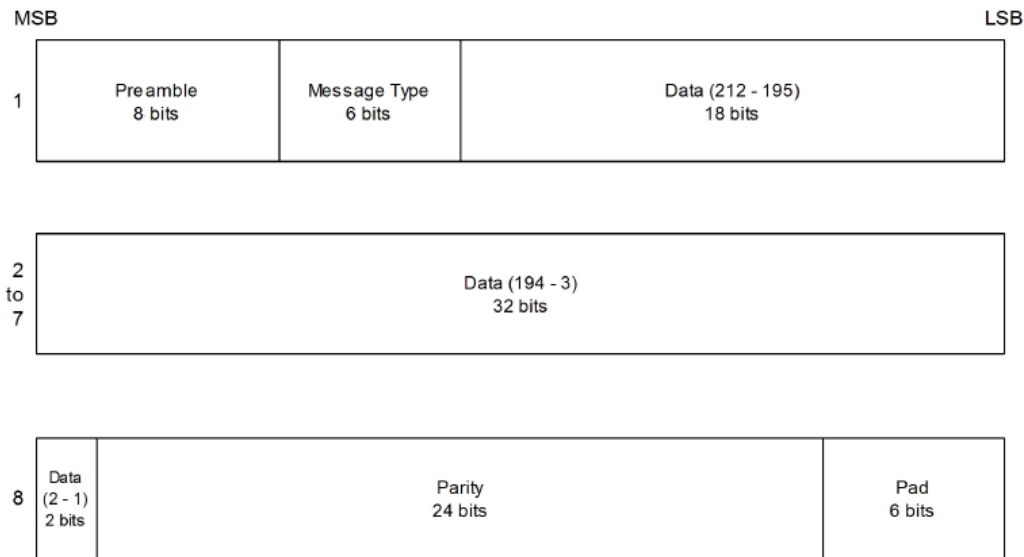 MSB LSB
1
Preamble
8 bits
Message Type
6 bits
Data (212 - 195)
18 bits
2
to
7
Data (194 - 3)
32 bits
8
Data
(2 - 1)
2 bits
Parity
24 bits
Pad
6 bits